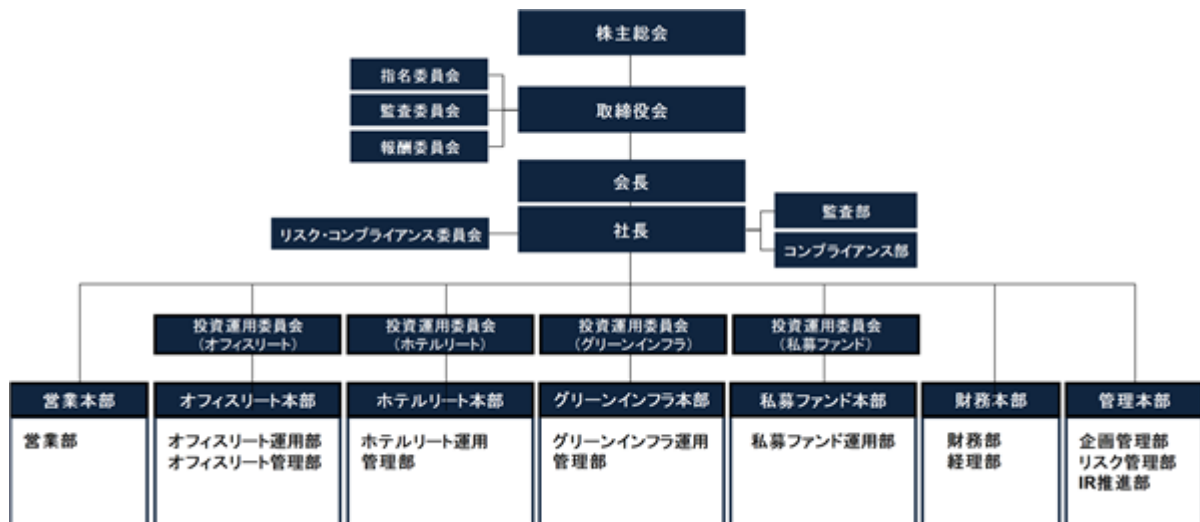 株主総会
指名委員会
監査委員会
報酬委員会
取締役会
会長
社長
リスク・コンプライアンス委員会
監査部
コンプライアンス部
投資運用委員会
(オフィスリート)
投資運用委員会
(ホテルリート)
投資運用委員会
(グリーンインフラ)
投資運用委員会
(私募ファンド)
営業本部
営業部
オフィスリート本部
オフィスリート運用部
オフィスリート管理部
ホテルリート本部
ホテルリート運用
管理部
グリーンインフラ本部
グリーンインフラ運用
管理部
私募ファンド本部
私募ファンド運用部
財務本部
財務部
経理部
管理本部
企画管理部
リスク管理部
IR推進部